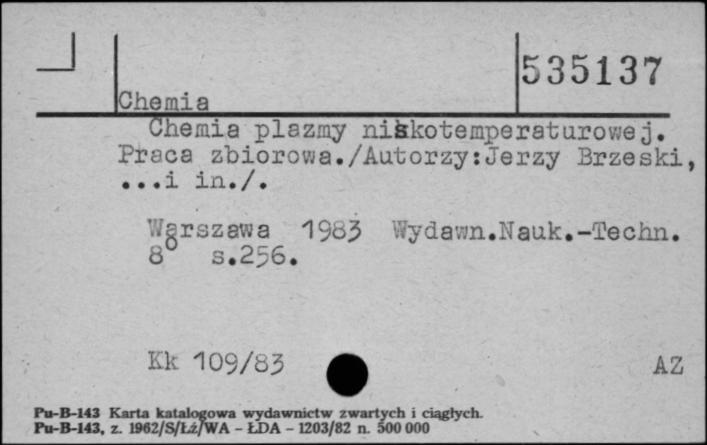 535137
Chemia
Chemia plazmy niskotemperaturowej.
Praca zbiorowa./Autorzy:Jerzy Brzeski,
...i in./.
Warszawa 1983 Wydawn.Nauk.-Techn.
8° s.256.
Kk 109/83 AZ
Pu-B-143 Karta katalogowa wydawnictw zwartych i ciągłych.
Pu-B-143, z. 1962/S/Łź/WA - ŁDA - 1203/82 n. 500 000